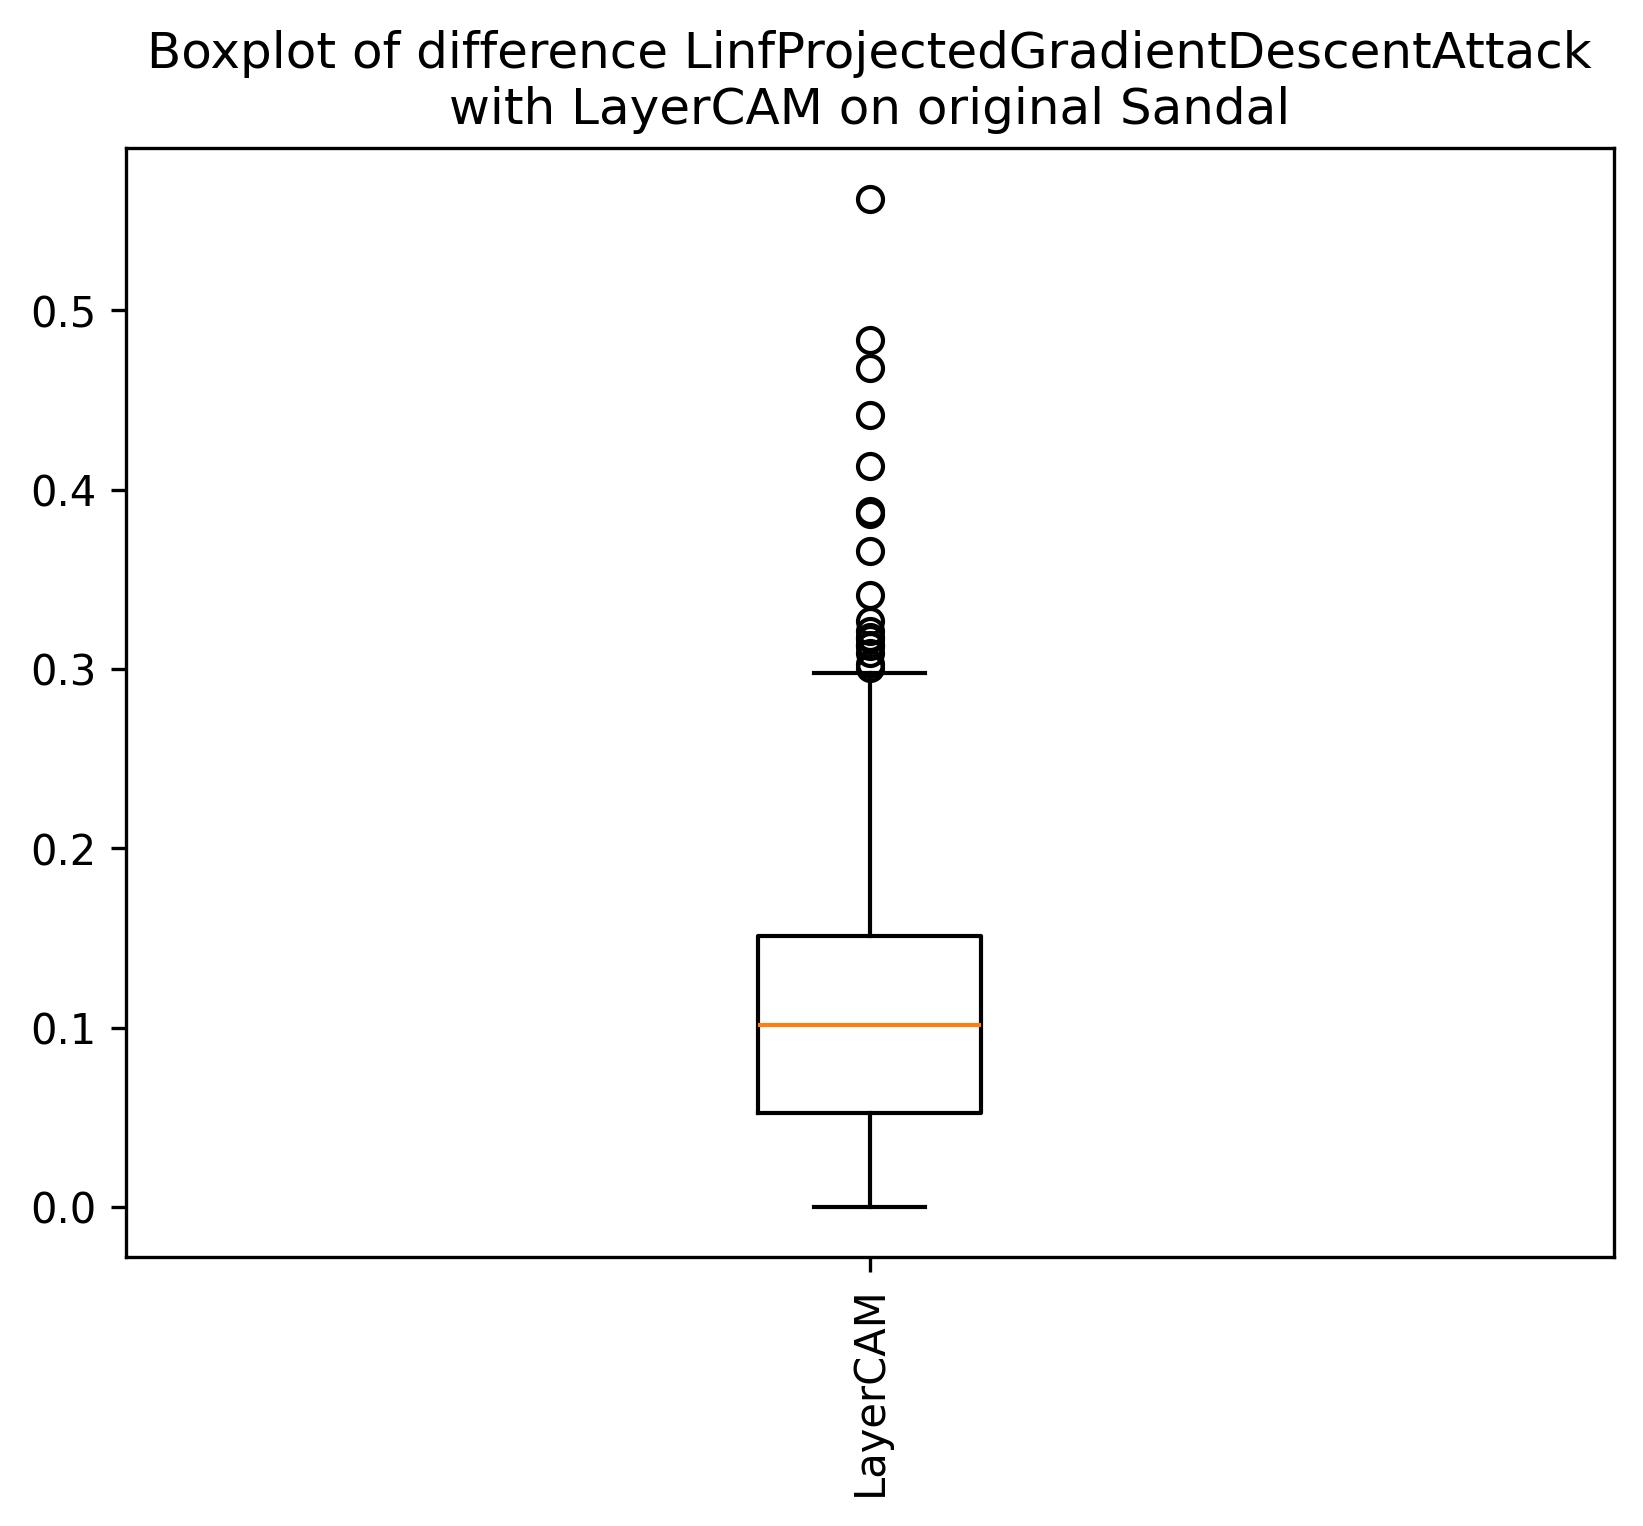 Boxplot of difference LinfProjectedGradientDescentAttack
with LayerCAM on original Sandal
0.5
0.4
0.3
0.2
0.1
0.0
LayerCAM